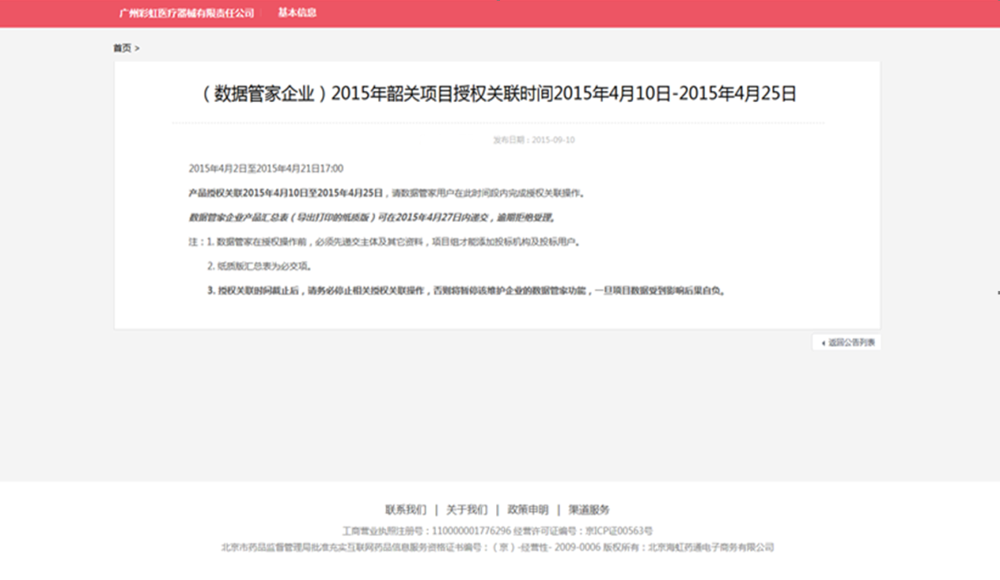 广州彩虹医疗器械有限责任公司 基本信息
首页 >
（数据管家企业）2015年韶关项目授权关联时间2015年4月10日-2015年4月25日
发布日期：2015-09-10
2015年4月2日至2015年4月21日17:00
产品授权关联2015年4月10日至2015年4月25日，请数据管家用户在此时间段内完成授权关联操作。
数据管家企业产品汇总表（导出打印的纸质版）可在2015年4月27日内递交，逾期拒绝受理。
注：1. 数据管家在授权操作前，必须先递交主体及其它资料，项目组才能添加投标机构及投标用户。
2. 纸质版汇总表为必交项。
3. 授权关联时间截止后，请务必停止相关授权关联操作，否则将暂停该维护企业的数据管家功能，一旦项目数据受到影响后果自负。
返回公告列表
联系我们 | 关于我们 | 政策申明 | 渠道服务
工商营业执照注册号：110000001776296 经营许可证编号：京ICP证00563号
北京市药品监督管理局批准充实互联网药品信息服务资格证书编号：（京）-经营性- 2009-0006 版权所有：北京海虹药通电子商务有限公司